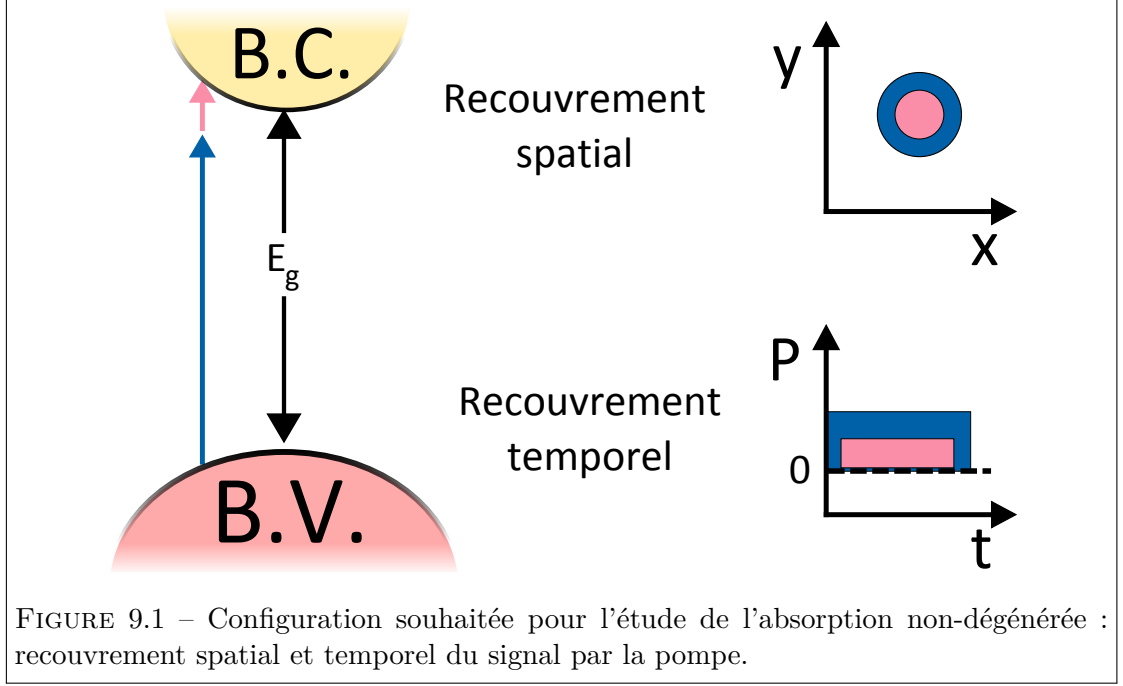 B.C.
Recouvrement
spatial
y
x
E_g
Recouvrement
temporel
P
0
t
B.V.
FIGURE 9.1 – Configuration souhaitée pour l'étude de l'absorption non-dégénérée :
recouvrement spatial et temporel du signal par la pompe.